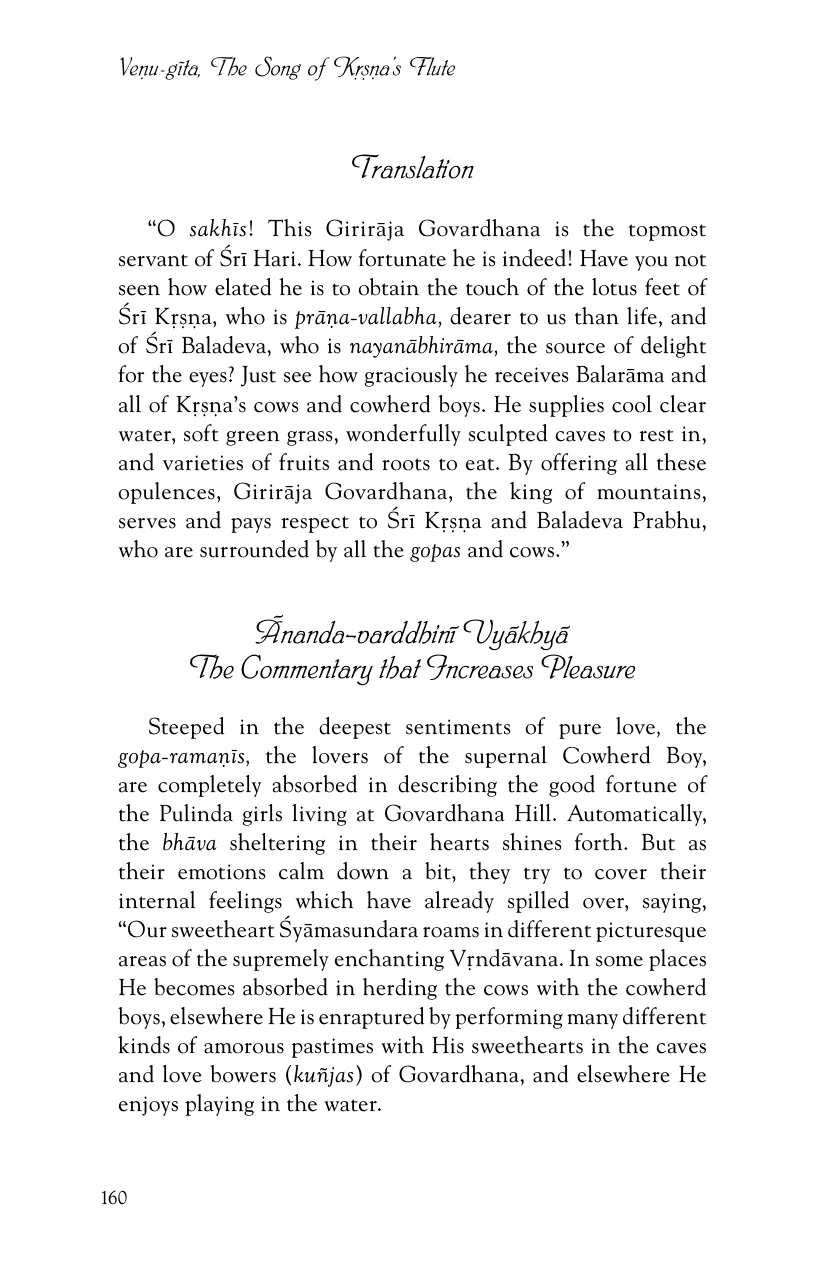 Veṇu-gīta, The Song of Kṛṣṇa's Flute
Translation
“O sakhīs! This Girirāja Govardhana is the topmost
servant of Śrī Hari. How fortunate he is indeed! Have you not
seen how elated he is to obtain the touch of the lotus feet of
Śrī Kṛṣṇa, who is prāṇa-vallabha, dearer to us than life, and
of Śrī Baladeva, who is nayanābhirāma, the source of delight
for the eyes? Just see how graciously he receives Balarāma and
all of Kṛṣṇa’s cows and cowherd boys. He supplies cool clear
water, soft green grass, wonderfully sculpted caves to rest in,
and varieties of fruits and roots to eat. By offering all these
opulences, Girirāja Govardhana, the king of mountains,
serves and pays respect to Śrī Kṛṣṇa and Baladeva Prabhu,
who are surrounded by all the gopas and cows.”
Ānanda-varddhinī Vyākhyā
The Commentary that Increases Pleasure
Steeped in the deepest sentiments of pure love, the
gopa-ramaṇīs, the lovers of the supernal Cowherd Boy,
are completely absorbed in describing the good fortune of
the Pulinda girls living at Govardhana Hill. Automatically,
the bhāva sheltering in their hearts shines forth. But as
their emotions calm down a bit, they try to cover their
internal feelings which have already spilled over, saying,
“Our sweetheart Śyāmasundara roams in different picturesque
areas of the supremely enchanting Vṛndāvana. In some places
He becomes absorbed in herding the cows with the cowherd
boys, elsewhere He is enraptured by performing many different
kinds of amorous pastimes with His sweethearts in the caves
and love bowers (kuñjas) of Govardhana, and elsewhere He
enjoys playing in the water.
160